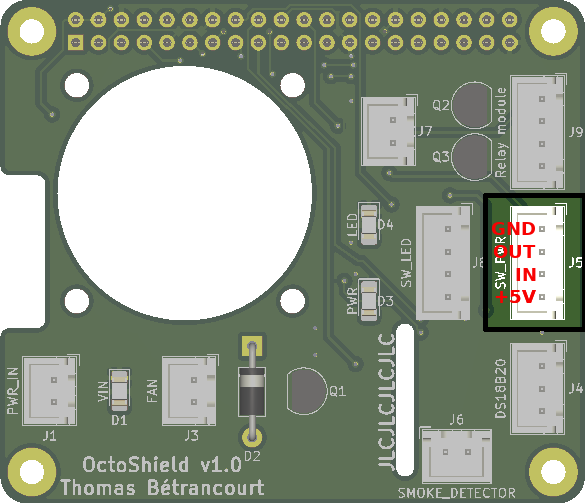 Q2
Q3
J7
Relay module
J9
LED
D4
SW_LED
J8
GND
OUT
IN
+5V
SW_PWR
J5
PWR
D3
JLCJLCJLCJLC
PWR_IN
J1
VIN
D1
FAN
J3
D2
Q1
DS18B20
J4
J6
SMOKE_DETECTOR
OctoShield v1.0
Thomas Bétrancourt